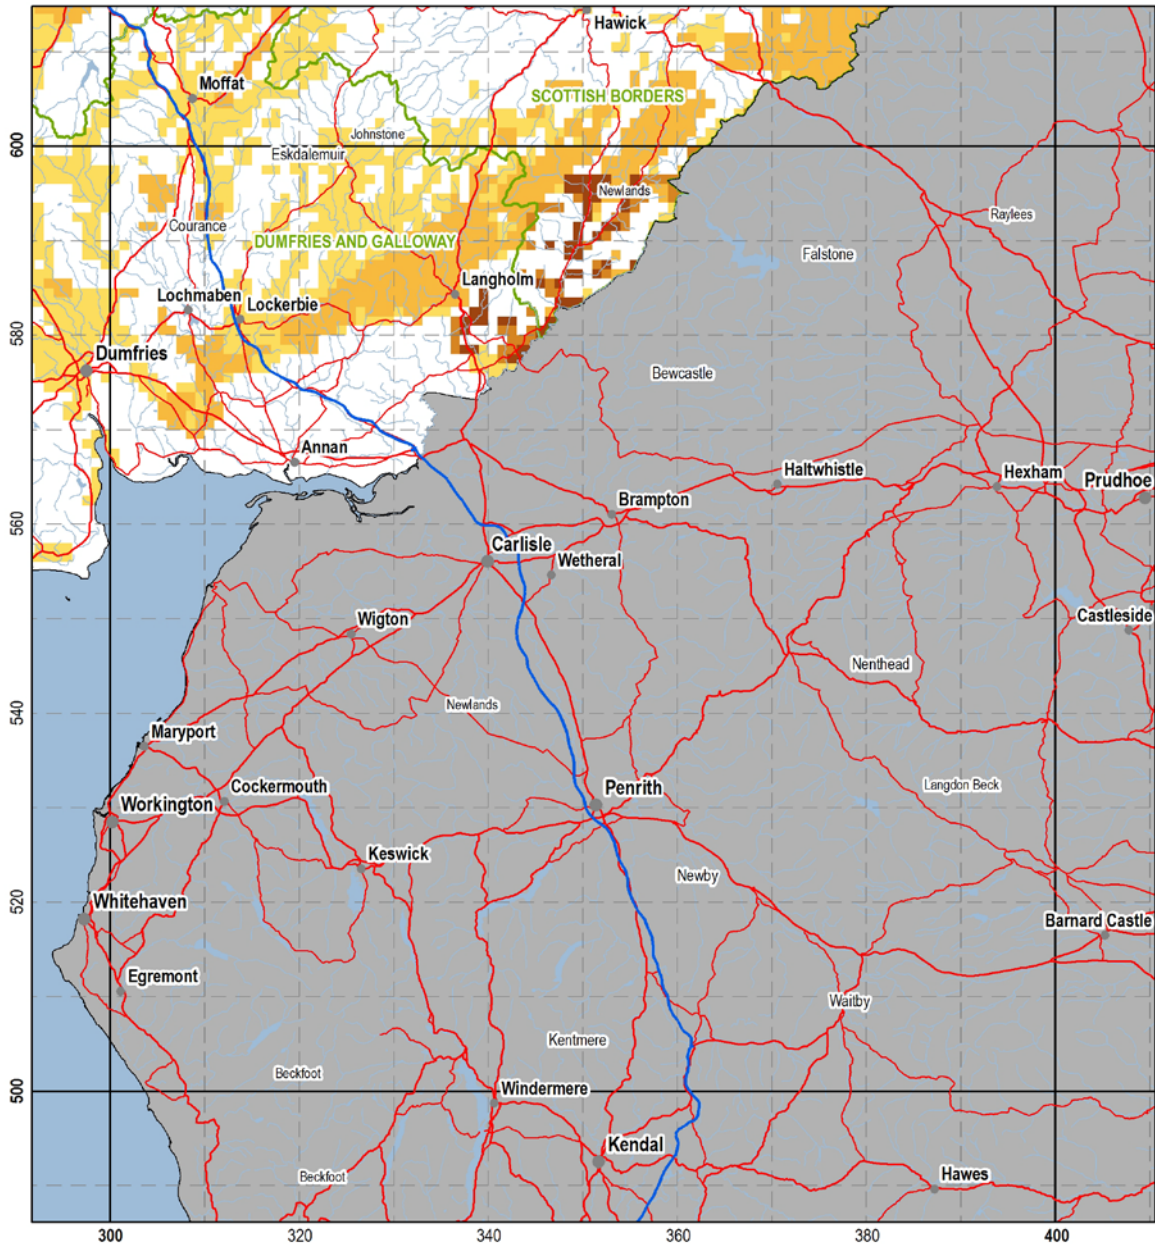 Hawick
Moffat
SCOTTISH BORDERS
Johnstone
600
Eskdalemuir
Newlands
Raylees
Courance
DUMFRIES AND GALLOWAY
Falstone
Langholm
Lochmaben
Lockerbie
580
Dumfries
Bewcastle
Annan
Haltwhistle
Hexham
Prudhoe
Brampton
560
Carlisle
Wetheral
Wigton
Castleside
Nenthead
Newlands
540
Maryport
Cockermouth
Penrith
Langdon Beck
Workington
Keswick
Newby
520
Whitehaven
Barnard Castle
Egremont
Waitby
Kentmere
Beckfoot
500
Windermere
Kendal
Beckfoot
Hawes
300
320
340
360
380
400